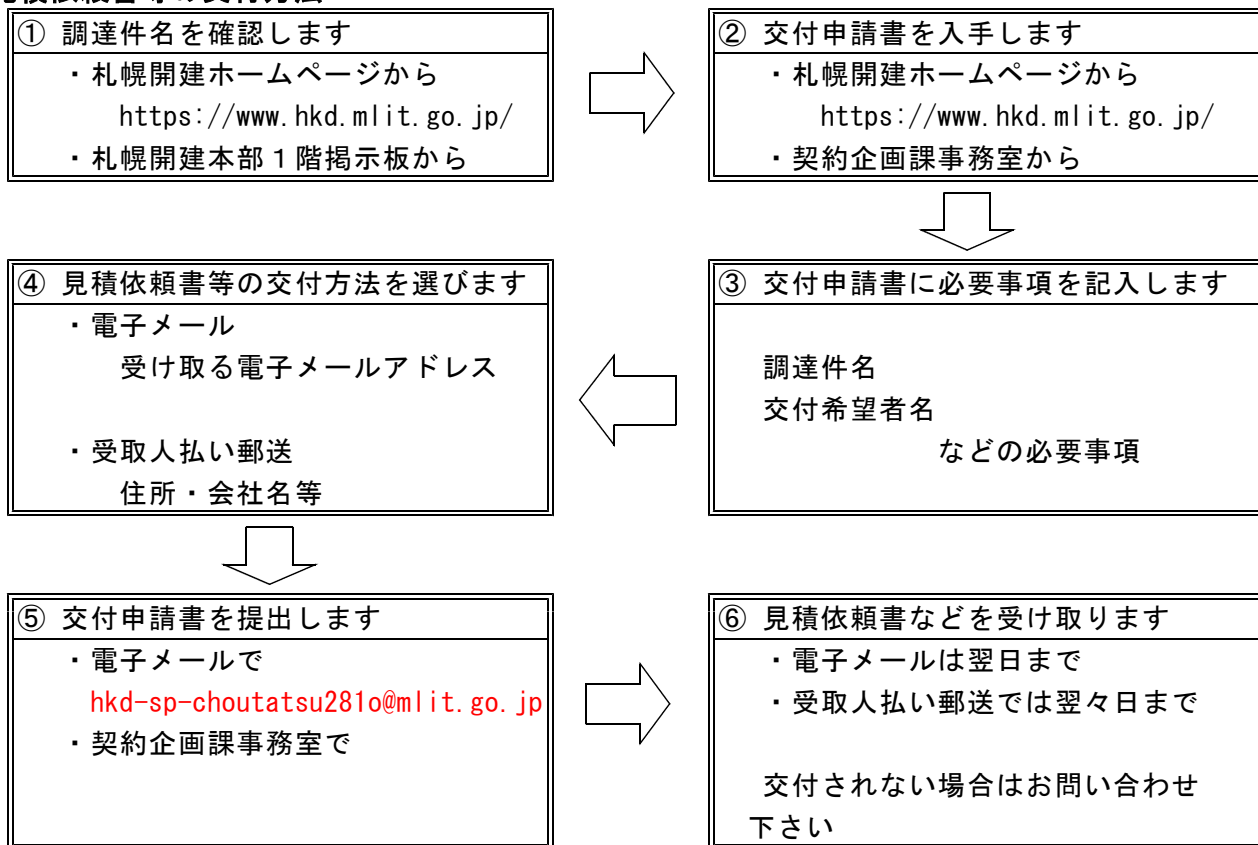 見積依頼書等の交付方法
① 調達件名を確認します
・札幌開建ホームページから
https://www.hkd.mlit.go.jp/
・札幌開建本部１階掲示板から
② 交付申請書を入手します
・札幌開建ホームページから
https://www.hkd.mlit.go.jp/
・契約企画課事務室から
③ 交付申請書に必要事項を記入します
調達件名
交付希望者名
などの必要事項
④ 見積依頼書等の交付方法を選びます
・電子メール
受け取る電子メールアドレス
・受取人払い郵送
住所・会社名等
⑤ 交付申請書を提出します
・電子メールで
hkd-sp-choutatsu281o@mlit.go.jp
・契約企画課事務室で
⑥ 見積依頼書などを受け取ります
・電子メールは翌日まで
・受取人払い郵送では翌々日まで
交付されない場合はお問い合わせ
下さい